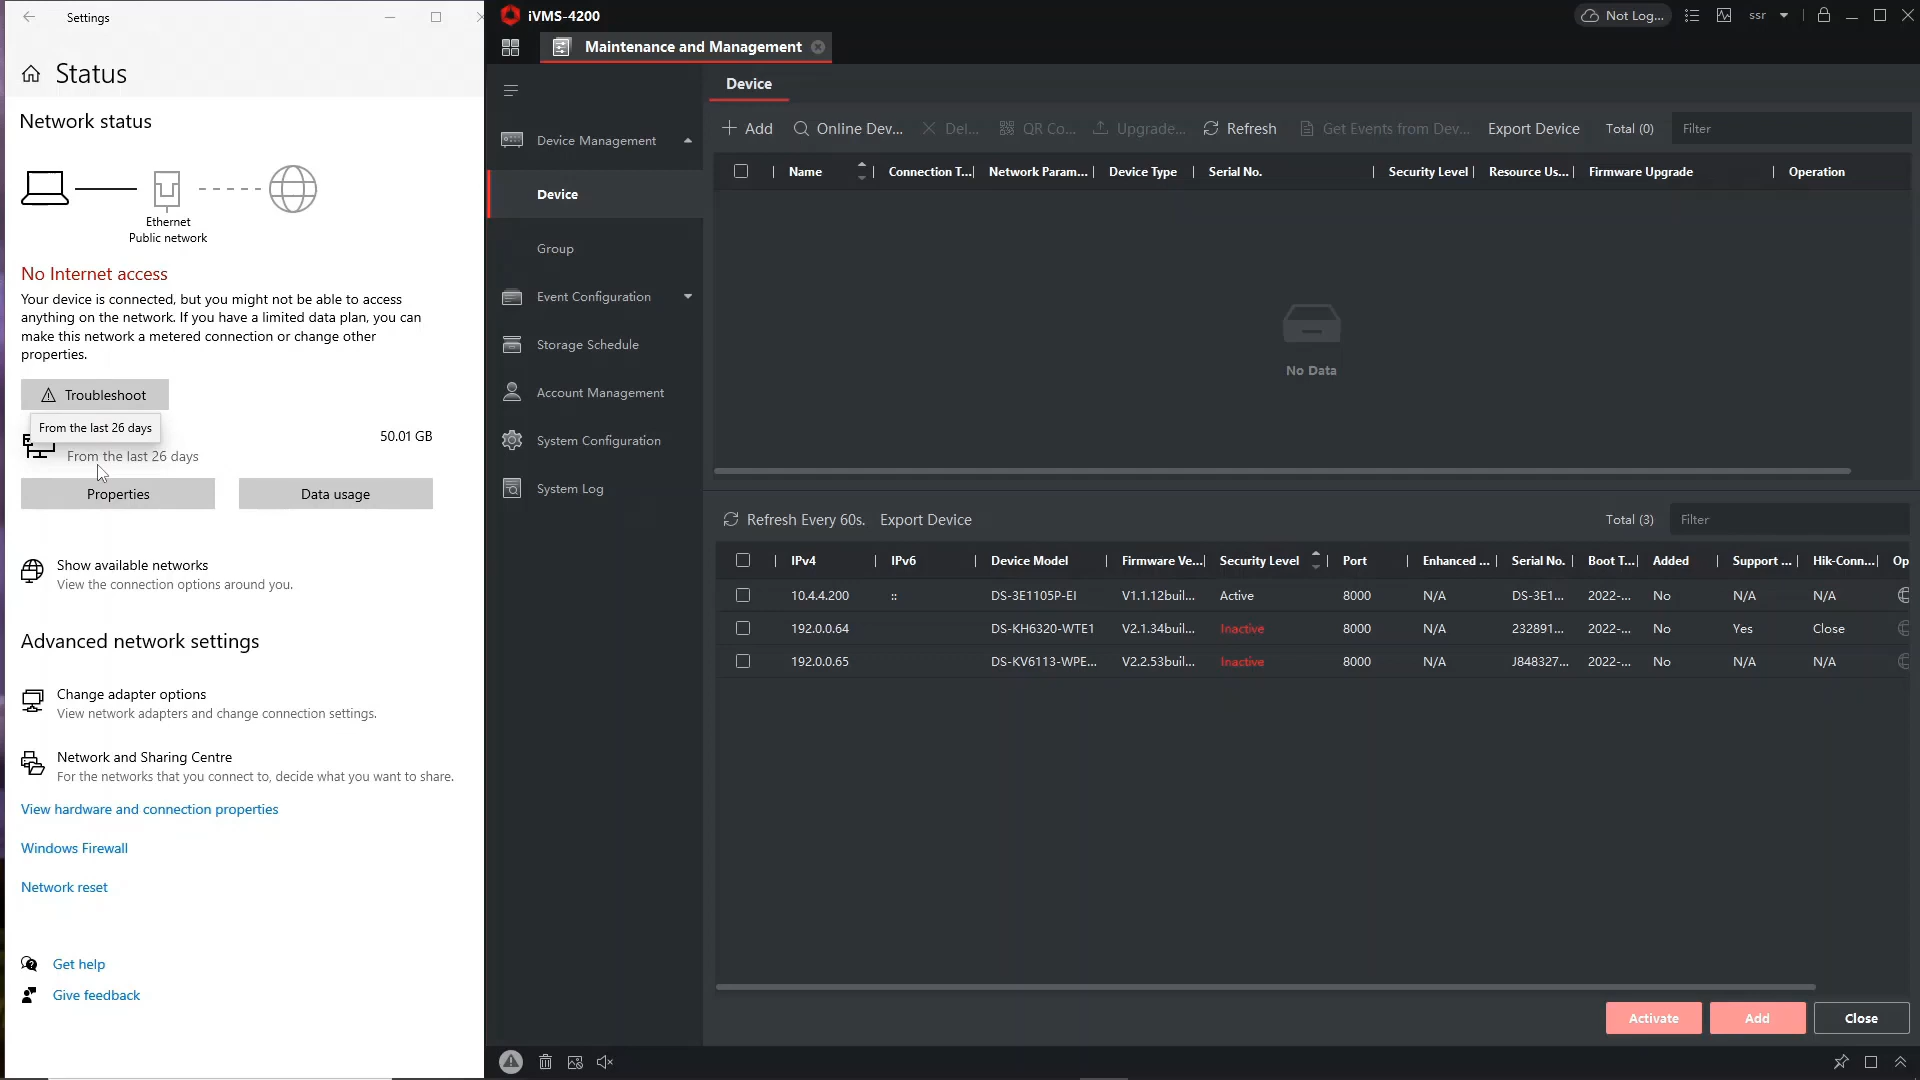 Settings
Status
Network status
Ethernet
Public network
No Internet access
Your device is connected, but you might not be able to access
anything on the network. If you have a limited data plan, you can
make this network a metered connection or change other
properties.
Troubleshoot
From the last 26 days
50.01 GB
From the last 26 days
Properties
Data usage
Show available networks
View the connection options around you.
Advanced network settings
Change adapter options
View network adapters and change connection settings.
Network and Sharing Centre
For the networks that you connect to, decide what you want to share.
View hardware and connection properties
Windows Firewall
Network reset
Get help
Give feedback
iVMS-4200
Not Log...
ssr
Maintenance and Management
Device Management
Device
Group
Event Configuration
Storage Schedule
Account Management
System Configuration
System Log
Device
Add
Online Dev...
Del...
QR Co...
Upgrade...
Refresh
Get Events from Dev...
Export Device
Total (0)
Filter
Name
Connection T...
Network Param...
Device Type
Serial No.
Security Level
Resource Us...
Firmware Upgrade
Operation
No Data
Refresh Every 60s.
Export Device
Total (3)
Filter
IPv4 IPv6 Device Model Firmware Ve... Security Level Port Enhanced ... Serial No. Boot T... Added Support ... Hik-Conn... Op
10.4.4.200 :: DS-3E1105P-EI V1.1.12buil... Active 8000 N/A DS-3E1... 2022-... No N/A N/A
192.0.0.64 DS-KH6320-WTE1 V2.1.34buil... Inactive 8000 N/A 232891... 2022-... No Yes Close
192.0.0.65 DS-KV6113-WPE... V2.2.53buil... Inactive 8000 N/A J848327... 2022-... No N/A N/A
Activate
Add
Close